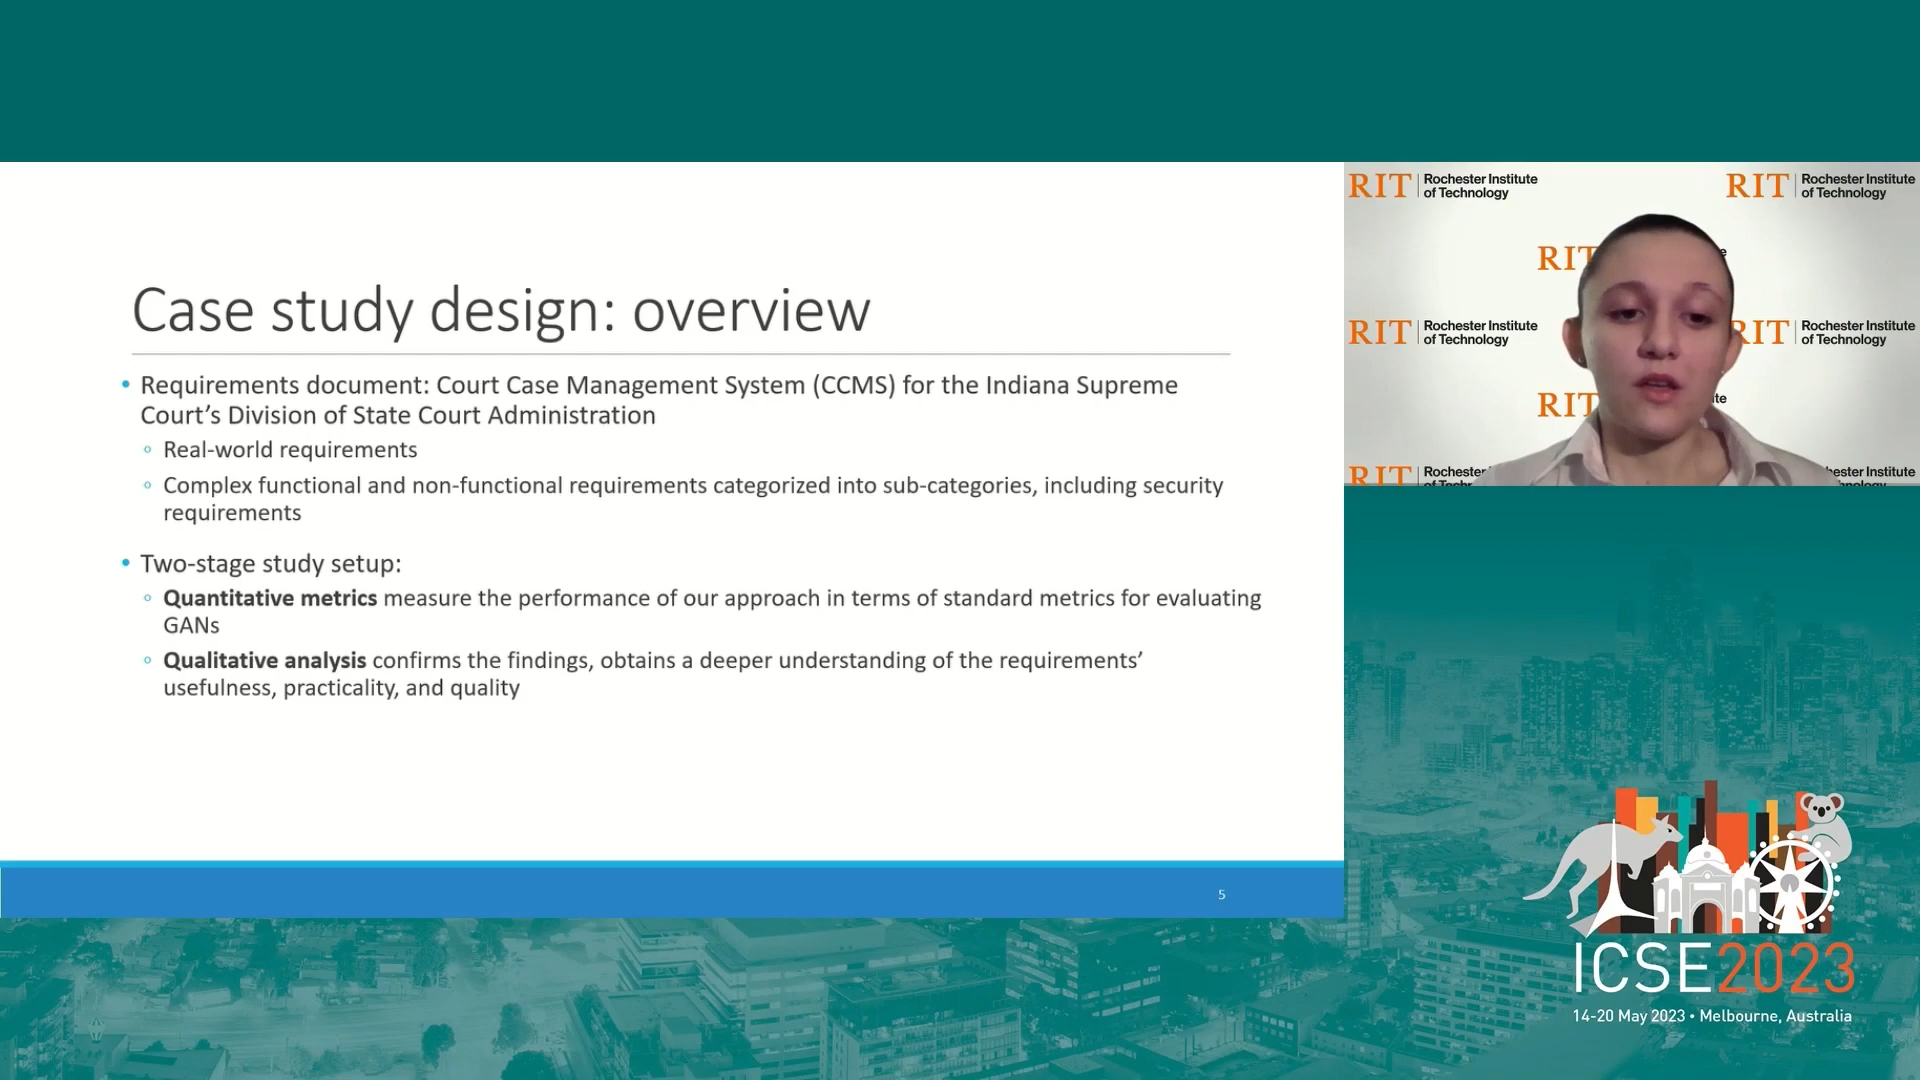 Case study design: overview
• Requirements document: Court Case Management System (CCMS) for the Indiana Supreme
Court’s Division of State Court Administration
◦ Real-world requirements
◦ Complex functional and non-functional requirements categorized into sub-categories, including security
requirements
• Two-stage study setup:
◦ Quantitative metrics measure the performance of our approach in terms of standard metrics for evaluating
GANs
◦ Qualitative analysis confirms the findings, obtains a deeper understanding of the requirements’
usefulness, practicality, and quality
5
RIT | Rochester Institute
of Technology
RIT | Rochester Institute
of Technology
RIT
RIT | Rochester Institute
of Technology
RIT | Rochester Institute
of Technology
RIT
RIT | Rochester
RIT
Institute
ICSE2023
14-20 May 2023 • Melbourne, Australia